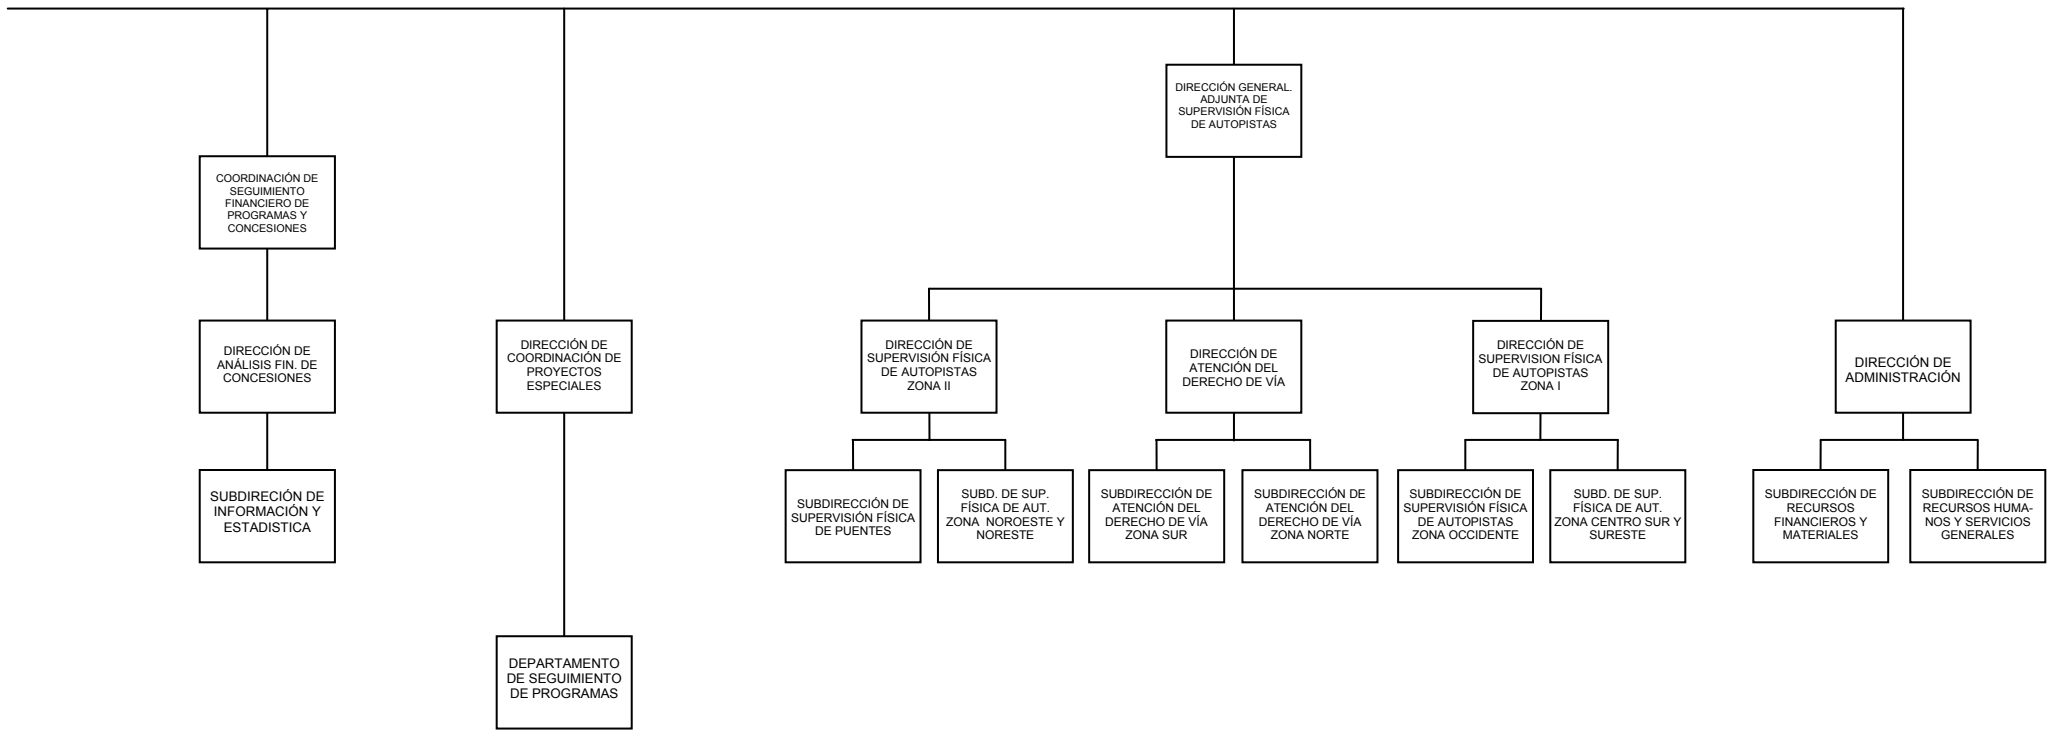 DIRECCIÓN GENERAL.
ADJUNTA DE
SUPERVISIÓN FÍSICA
DE AUTOPISTAS
COORDINACIÓN DE
SEGUIMIENTO
FINANCIERO DE
PROGRAMAS Y
CONCESIONES
DIRECCIÓN DE
ANÁLISIS FIN. DE
CONCESIONES
DIRECCIÓN DE
COORDINACIÓN DE
PROYECTOS
ESPECIALES
DIRECCIÓN DE
SUPERVISIÓN FÍSICA
DE AUTOPISTAS
ZONA II
DIRECCIÓN DE
ATENCIÓN DEL
DERECHO DE VÍA
DIRECCIÓN DE
SUPERVISION FÍSICA
DE AUTOPISTAS
ZONA I
DIRECCIÓN DE
ADMINISTRACIÓN
SUBDIRECIÓN DE
INFORMACIÓN Y
ESTADISTICA
SUBDIRECCIÓN DE
SUPERVISIÓN FÍSICA
DE PUENTES
SUBD. DE SUP.
FÍSICA DE AUT.
ZONA NOROESTE Y
NORESTE
SUBDIRECCIÓN DE
ATENCIÓN DEL
DERECHO DE VÍA
ZONA SUR
SUBDIRECCIÓN DE
ATENCIÓN DEL
DERECHO DE VÍA
ZONA NORTE
SUBDIRECCIÓN DE
SUPERVISIÓN FÍSICA
DE AUTOPISTAS
ZONA OCCIDENTE
SUBD. DE SUP.
FÍSICA DE AUT.
ZONA CENTRO SUR Y
SURESTE
SUBDIRECCIÓN DE
RECURSOS
FINANCIEROS Y
MATERIALES
SUBDIRECCIÓN DE
RECURSOS HUMA-
NOS Y SERVICIOS
GENERALES
DEPARTAMENTO
DE SEGUIMIENTO
DE PROGRAMAS